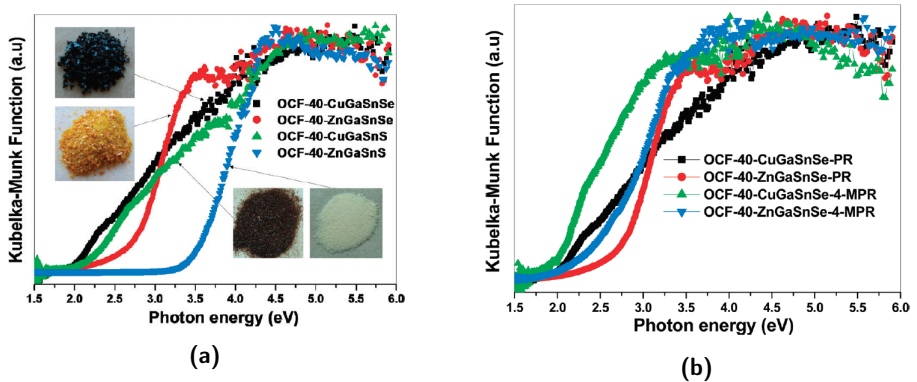 (a)
Kubelka-Munk Function (a.u)
OCF-40-CuGaSnSe
OCF-40-ZnGaSnSe
OCF-40-CuGaSnS
OCF-40-ZnGaSnS
1.5 2.0 2.5 3.0 3.5 4.0 4.5 5.0 5.5 6.0
Photon energy (eV)
(a)
(b)
Kubelka-Munk Function (a.u)
OCF-40-CuGaSnSe-PR
OCF-40-ZnGaSnSe-PR
OCF-40-CuGaSnSe-4-MPR
OCF-40-ZnGaSnSe-4-MPR
1.5 2.0 2.5 3.0 3.5 4.0 4.5 5.0 5.5 6.0
Photon energy (eV)
(b)